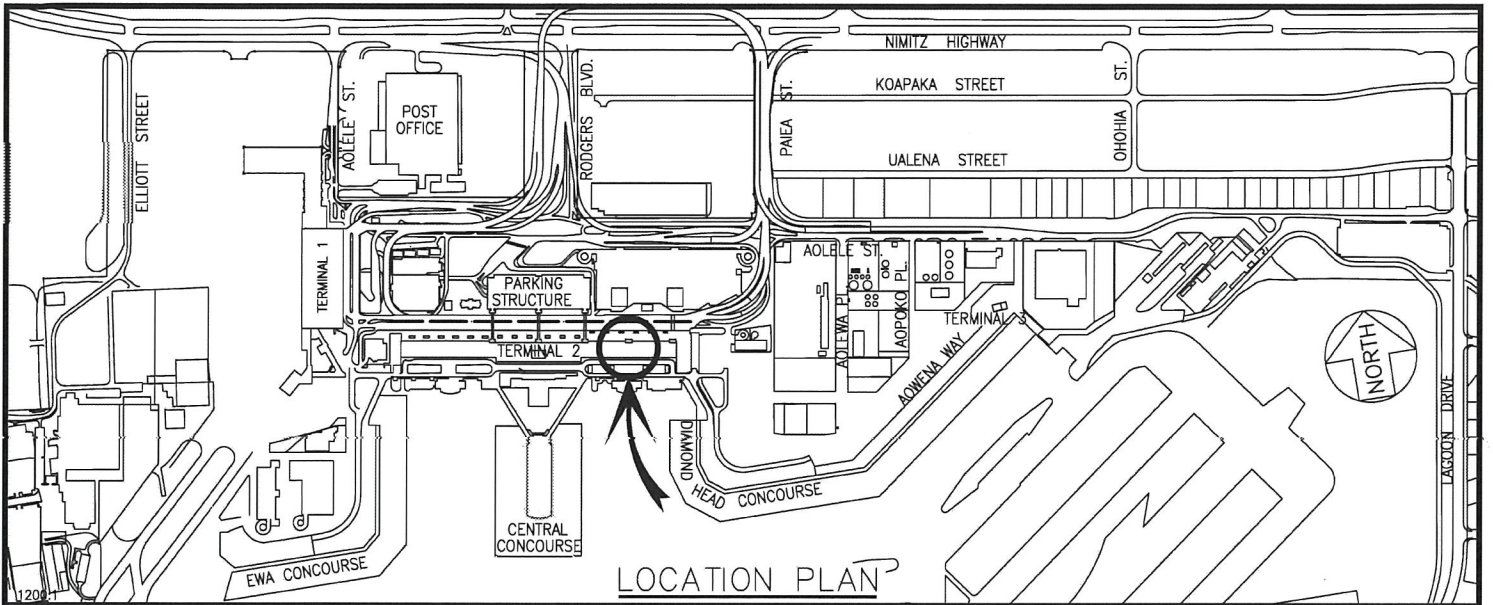 NIMITZ HIGHWAY
KOAPAKA STREET
UALENA STREET
ELLIOTT STREET
AOLELE ST.
POST
OFFICE
RODGERS BLVD.
PAIEA ST.
OHOHIA ST.
TERMINAL 1
PARKING
STRUCTURE
TERMINAL 2
AOLELE ST.
AOLEWA PL.
AOPOKO PL.
TERMINAL 3
AOWENA WAY
NORTH
LAGOON DRIVE
DIAMOND
HEAD CONCOURSE
CENTRAL
CONCOURSE
EWA CONCOURSE
LOCATION PLAN
1200:1